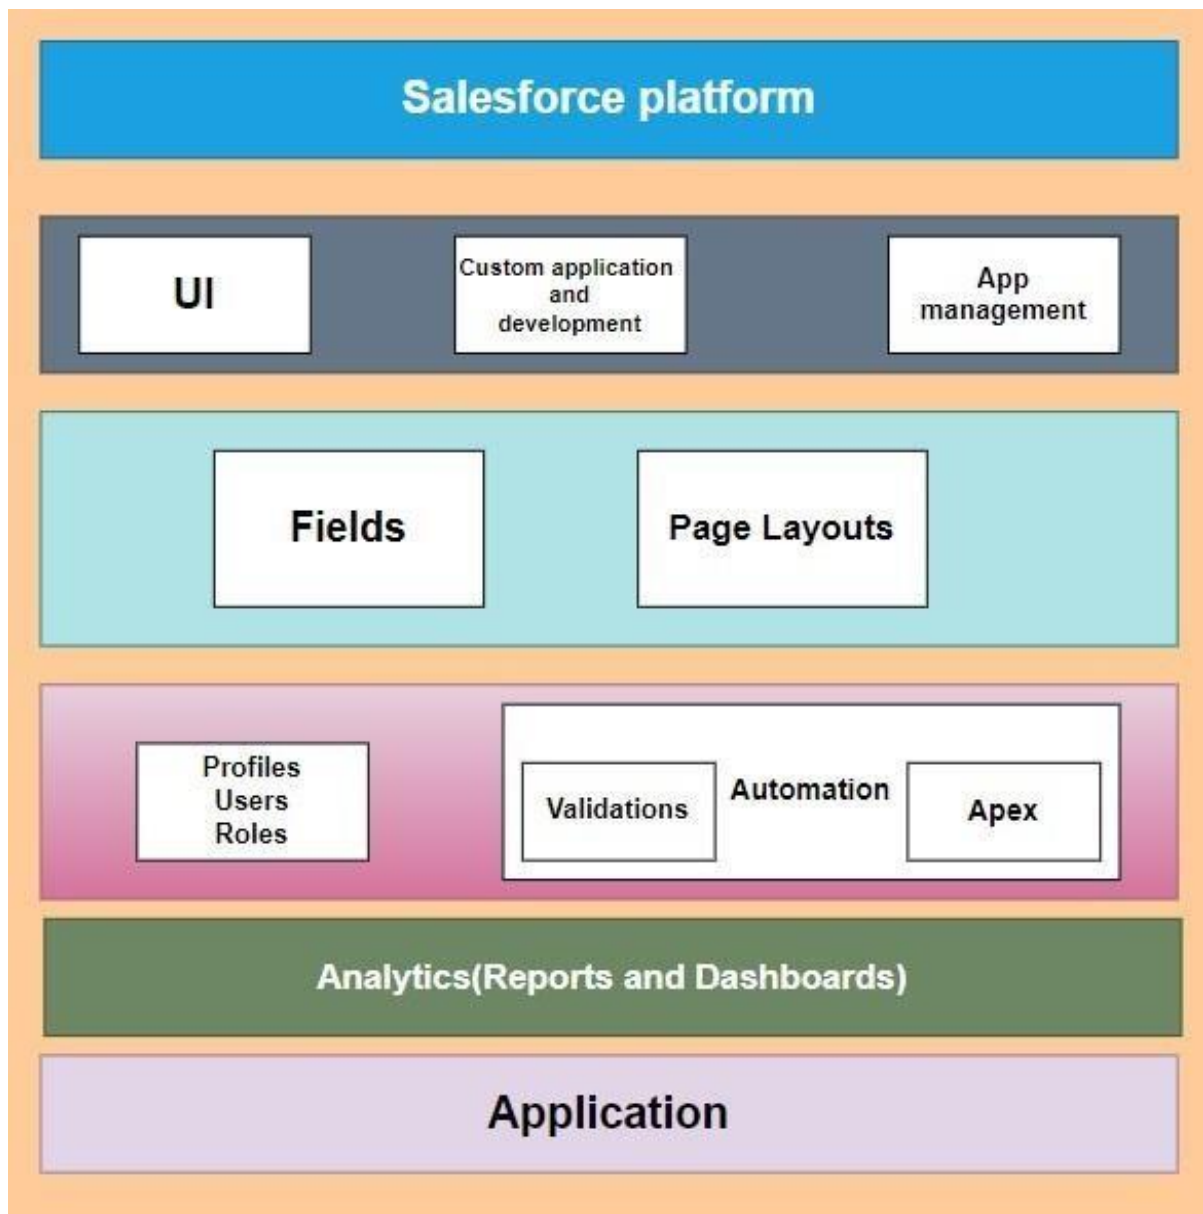 Salesforce platform
UI
Custom application
and
development
App
management
Fields
Page Layouts
Profiles
Users
Roles
Validations
Automation
Apex
Analytics(Reports and Dashboards)
Application